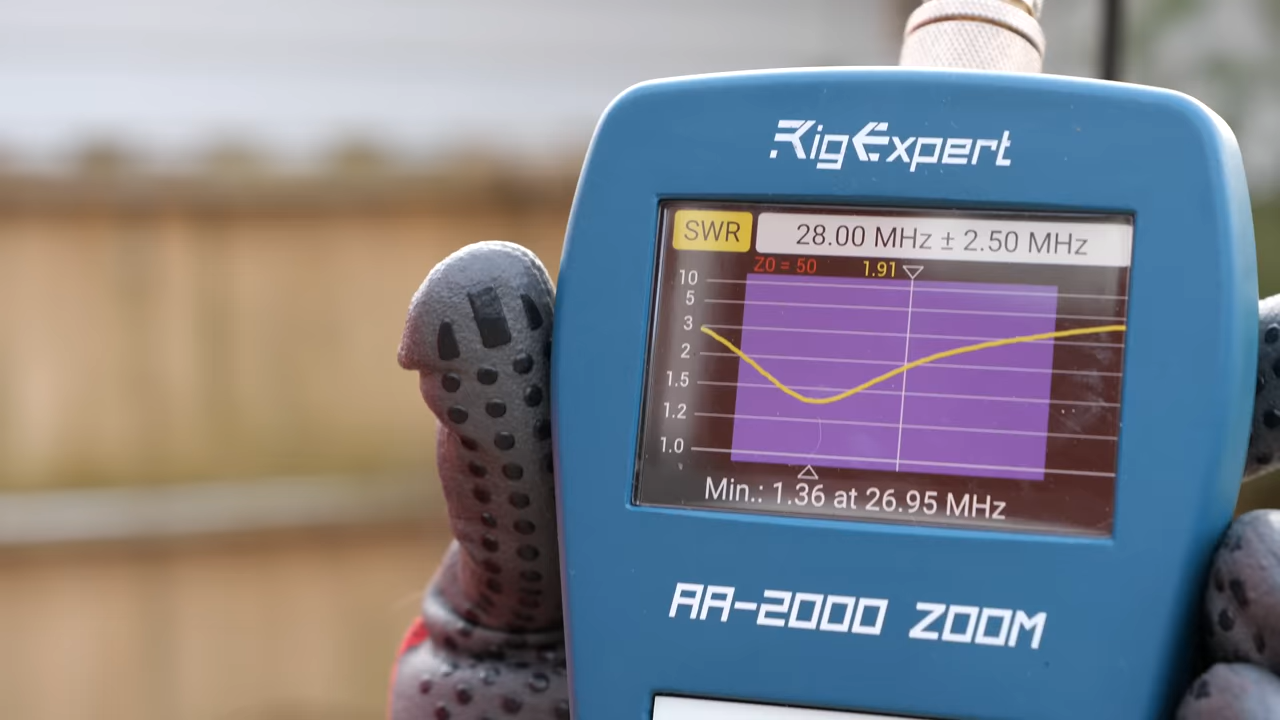 RigExpert
SWR 28.00 MHz ± 2.50 MHz
Z0 = 50 1.91
10
5
3
2
1.5
1.2
1.0
Min.: 1.36 at 26.95 MHz
AA-2000 ZOOM